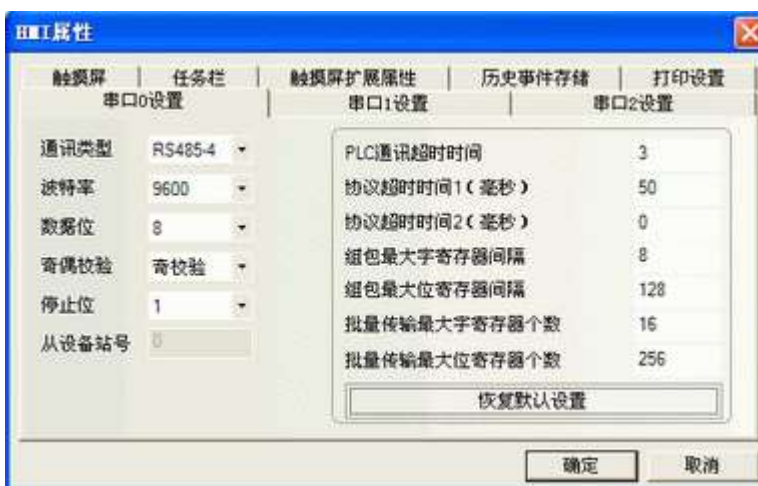 HMI属性
触摸屏 任务栏 触摸屏扩展属性 历史事件存储 打印设置
串口0设置 串口1设置 串口2设置
通讯类型 RS485-4
波特率 9600
数据位 8
奇偶校验 奇校验
停止位 1
从设备站号 0
PLC通讯超时时间 3
协议超时时间1(毫秒) 50
协议超时时间2(毫秒) 0
组包最大字寄存器间隔 8
组包最大位寄存器间隔 128
批量传输最大字寄存器个数 16
批量传输最大位寄存器个数 256
恢复默认设置
确定 取消